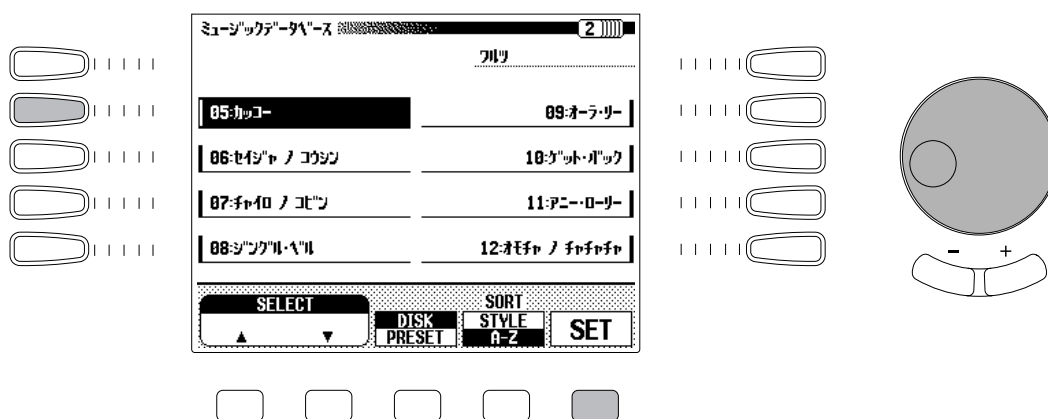 ミュージックデータベース 2
ワルツ
05:カッコー 09:オーラ・リー
06:セイジャ ノ コウシン 10:ゲット・バック
07:チャイロ ノ コビン 11:アニー・ローリー
08:ジングル・ベル 12:オモチャ ノ チャチャチャ
SELECT SORT
▲ ▼ DISK STYLE SET
PRESET A-Z
− +